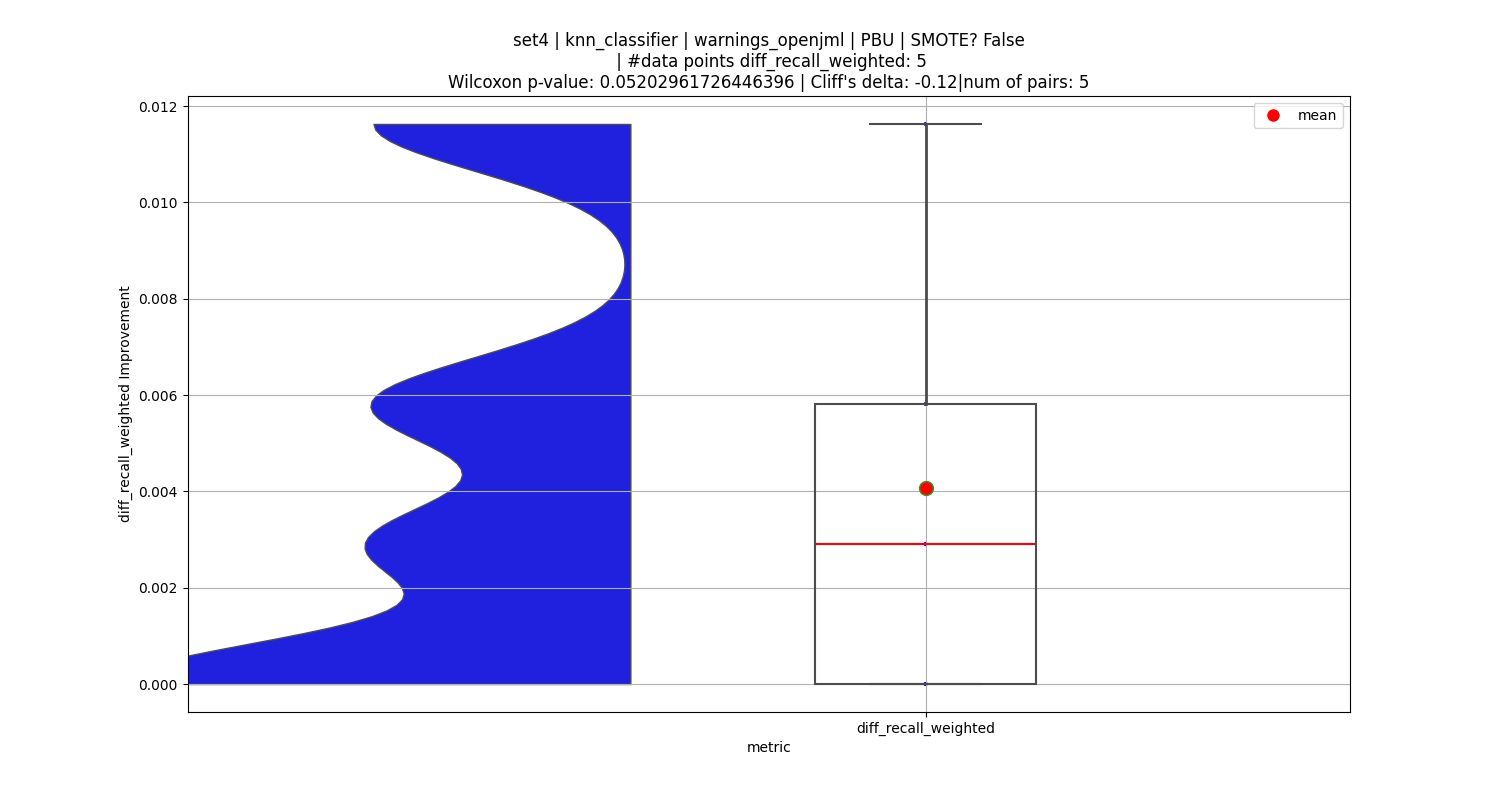 set4 | knn_classifier | warnings_openjml | PBU | SMOTE? False
| #data points diff_recall_weighted: 5
Wilcoxon p-value: 0.05202961726446396 | Cliff's delta: -0.12|num of pairs: 5
mean
0.012
0.010
0.008
0.006
0.004
0.002
0.000
diff_recall_weighted Improvement
diff_recall_weighted
metric